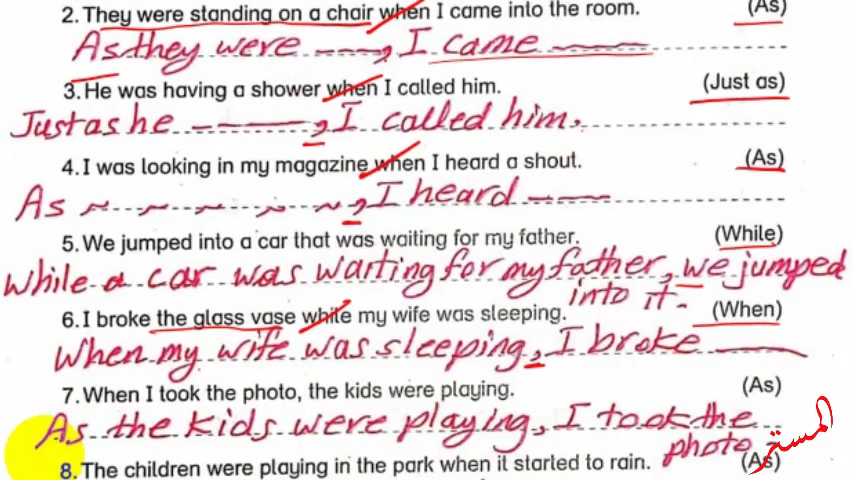 2. They were standing on a chair when I came into the room. (As)
As they were , I came
3. He was having a shower when I called him. (Just as)
Just as he , I called him.
4. I was looking in my magazine when I heard a shout. (As)
As , I heard
5. We jumped into a car that was waiting for my father. (While)
While a car was waiting for my father, we jumped
into it.
6. I broke the glass vase while my wife was sleeping. (When)
When my wife was sleeping, I broke
7. When I took the photo, the kids were playing. (As)
As the kids were playing, I took the
photo
8. The children were playing in the park when it started to rain. (As)
المستر